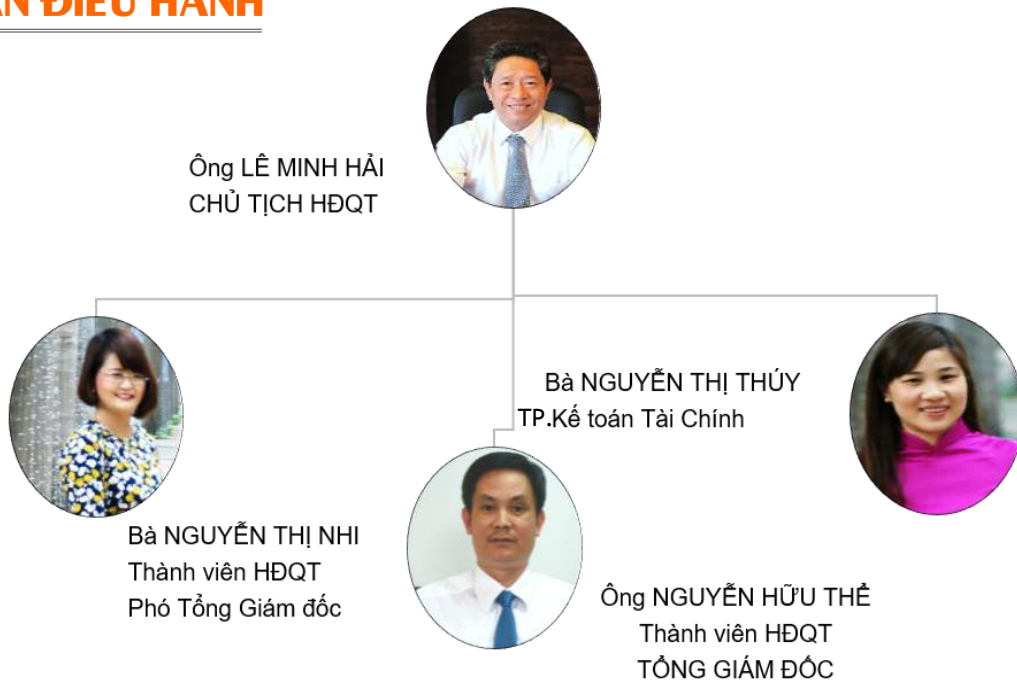 ĐIỀU HÀNH
Ông LÊ MINH HẢI
CHỦ TỊCH HĐQT
Bà NGUYỄN THỊ THÚY
TP.Kế toán Tài Chính
Bà NGUYỄN THỊ NHI
Thành viên HĐQT
Phó Tổng Giám đốc
Ông NGUYỄN HỮU THỂ
Thành viên HĐQT
TỔNG GIÁM ĐỐC